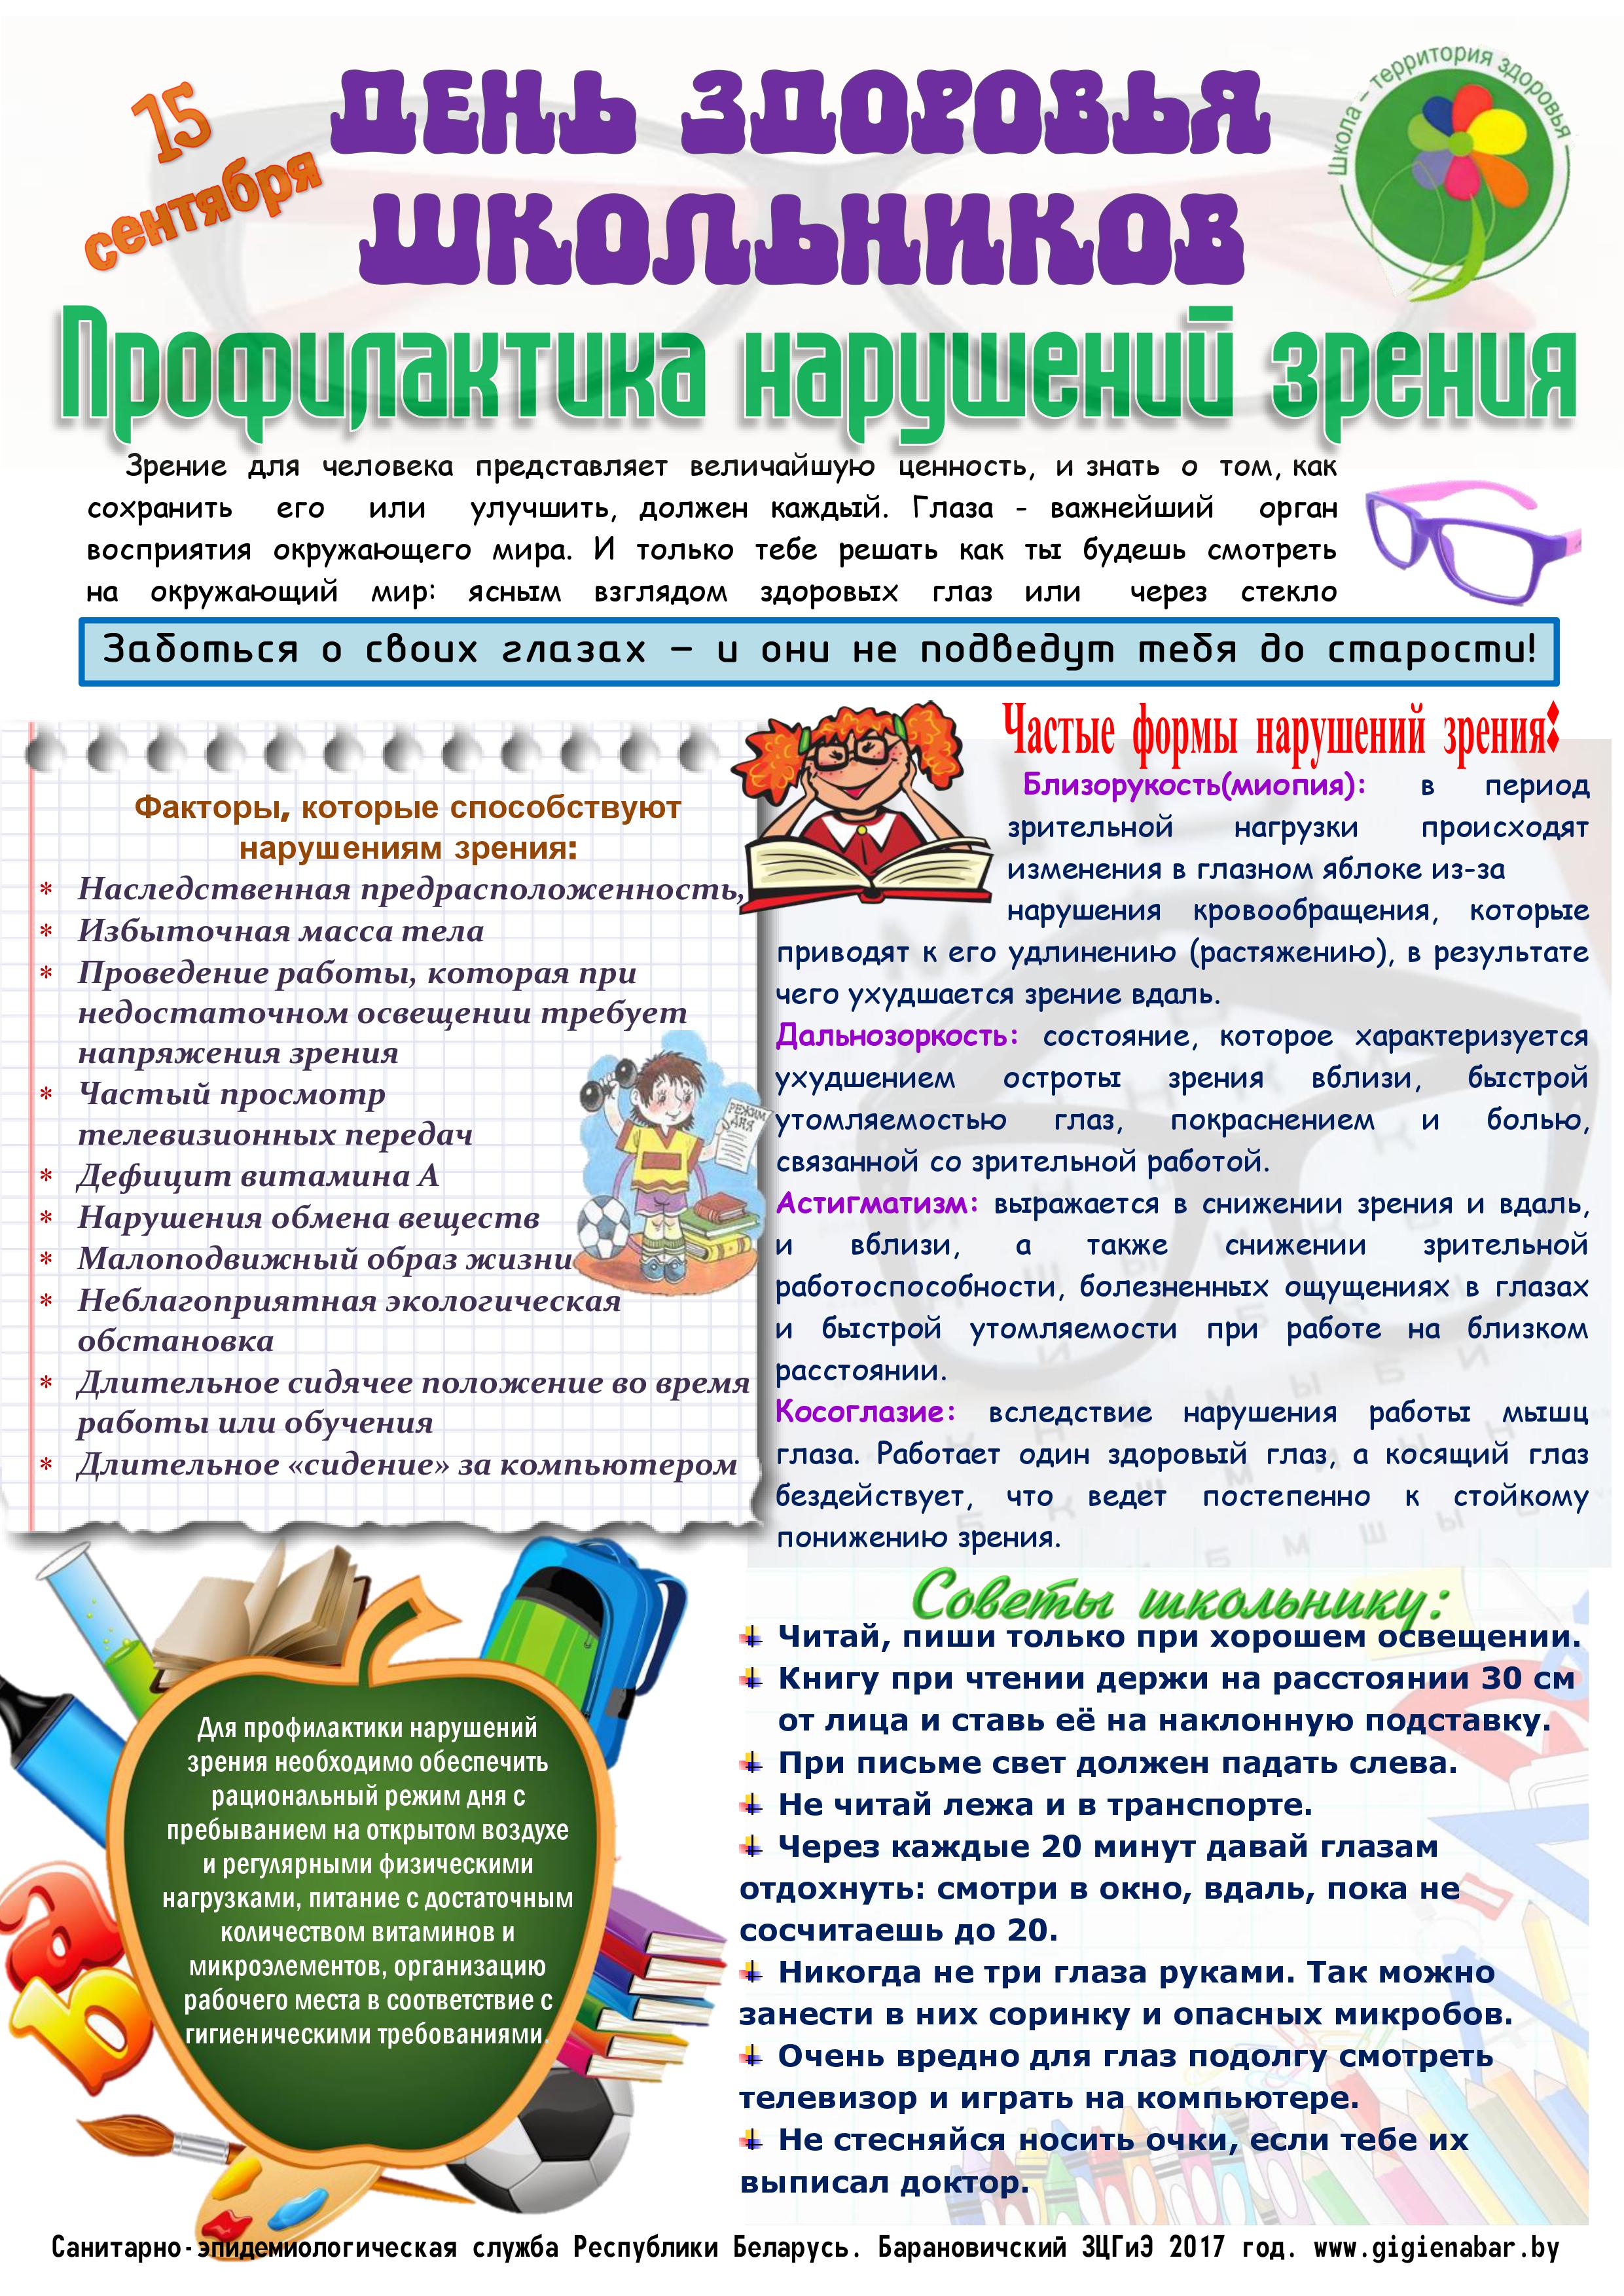 15
сентября
ДЕНЬ ЗДОРОВЬЯ
ШКОЛЬНИКОВ
Школа – территория здоровья –
Профилактика нарушений зрения
Зрение для человека представляет величайшую ценность, и знать о том, как
сохранить его или улучшить, должен каждый. Глаза - важнейший орган
восприятия окружающего мира. И только тебе решать как ты будешь смотреть
на окружающий мир: ясным взглядом здоровых глаз или через стекло
Заботься о своих глазах – и они не подведут тебя до старости!
Факторы, которые способствуют
нарушениям зрения:
* Наследственная предрасположенность,
* Избыточная масса тела
* Проведение работы, которая при
недостаточном освещении требует
напряжения зрения
* Частый просмотр
телевизионных передач
* Дефицит витамина А
* Нарушения обмена веществ
* Малоподвижный образ жизни
* Неблагоприятная экологическая
обстановка
* Длительное сидячее положение во время
работы или обучения
* Длительное «сидение» за компьютером
РЕЖИМ
ДНЯ
Частые формы нарушений зрения:
Близорукость(миопия): в период
зрительной нагрузки происходят
изменения в глазном яблоке из-за
нарушения кровообращения, которые
приводят к его удлинению (растяжению), в результате
чего ухудшается зрение вдаль.
Дальнозоркость: состояние, которое характеризуется
ухудшением остроты зрения вблизи, быстрой
утомляемостью глаз, покраснением и болью,
связанной со зрительной работой.
Астигматизм: выражается в снижении зрения и вдаль,
и вблизи, а также снижении зрительной
работоспособности, болезненных ощущениях в глазах
и быстрой утомляемости при работе на близком
расстоянии.
Косоглазие: вследствие нарушения работы мышц
глаза. Работает один здоровый глаз, а косящий глаз
бездействует, что ведет постепенно к стойкому
понижению зрения.
Для профилактики нарушений
зрения необходимо обеспечить
рациональный режим дня с
пребыванием на открытом воздухе
и регулярными физическими
нагрузками, питание с достаточным
количеством витаминов и
микроэлементов, организацию
рабочего места в соответствие с
гигиеническими требованиями.
а
b
Советы школьнику:
Читай, пиши только при хорошем освещении.
Книгу при чтении держи на расстоянии 30 см
от лица и ставь её на наклонную подставку.
При письме свет должен падать слева.
Не читай лежа и в транспорте.
Через каждые 20 минут давай глазам
отдохнуть: смотри в окно, вдаль, пока не
сосчитаешь до 20.
Никогда не три глаза руками. Так можно
занести в них соринку и опасных микробов.
Очень вредно для глаз подолгу смотреть
телевизор и играть на компьютере.
Не стесняйся носить очки, если тебе их
выписал доктор.
Санитарно-эпидемиологическая служба Республики Беларусь. Барановичский ЗЦГиЭ 2017 год. www.gigienabar.by